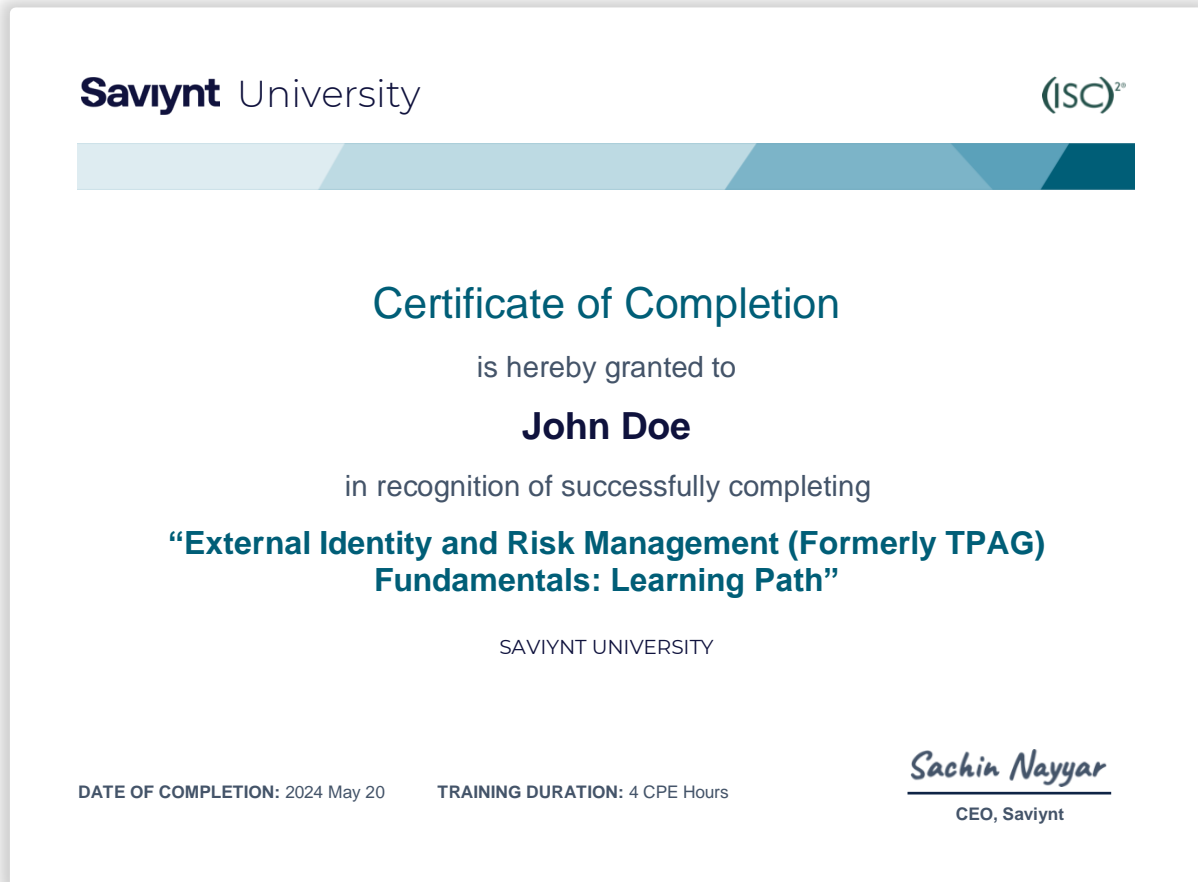 Saviynt University
(ISC)²®
Certificate of Completion
is hereby granted to
John Doe
in recognition of successfully completing
“External Identity and Risk Management (Formerly TPAG)
Fundamentals: Learning Path”
SAVIYNT UNIVERSITY
Sachin Nayyar
DATE OF COMPLETION: 2024 May 20 TRAINING DURATION: 4 CPE Hours
CEO, Saviynt